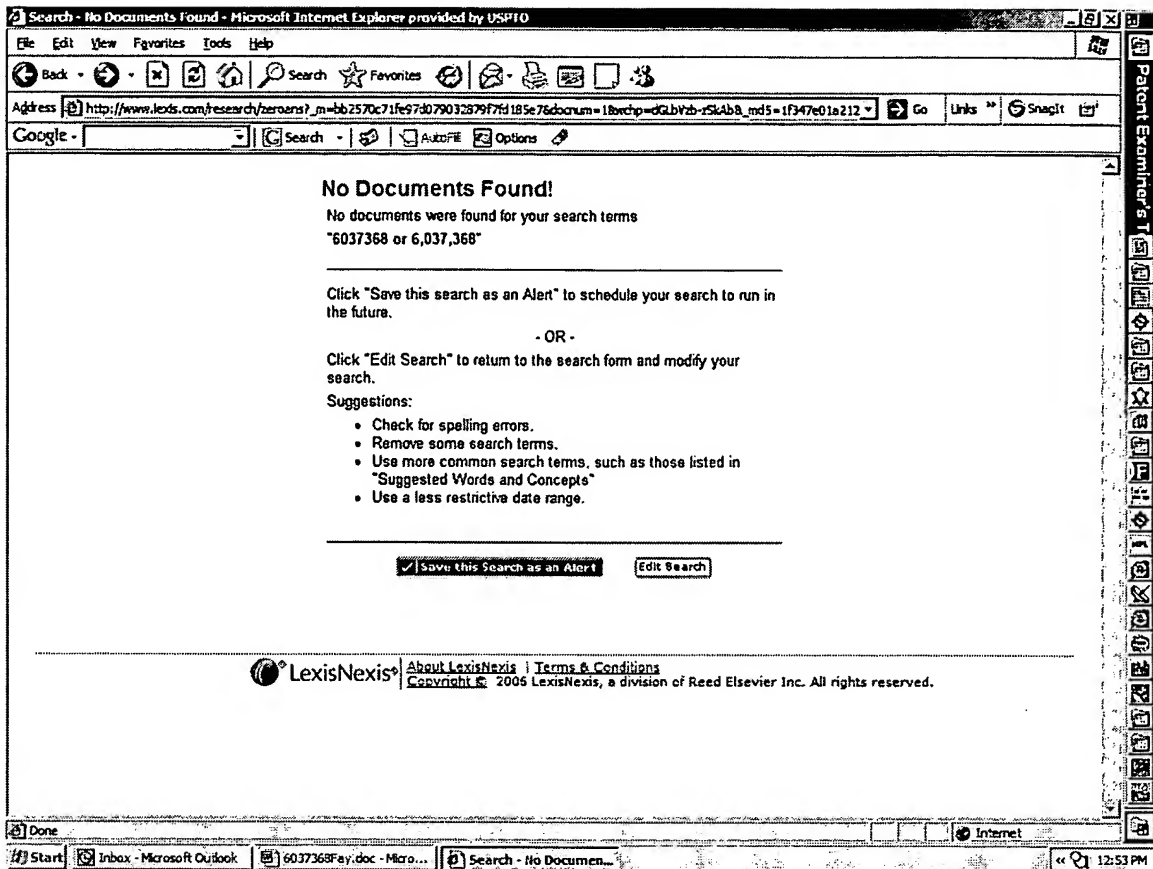 Search - No Documents Found - Microsoft Internet Explorer provided by USPTO
File Edit View Favorites Tools Help
Back Search Favorites
Address http://www.lexis.com/research/zeroans?_m=bb2570c71fe97d079032879f7fd185e7&docnum=1&wchp=dGLbVzb-zSkAb&_md5=1f347e01a212 Go Links » SnagIt
Google - Search AutoFill Options
Patent Examiner's T
No Documents Found!
No documents were found for your search terms
"6037368 or 6,037,368"
Click "Save this search as an Alert" to schedule your search to run in
the future.
- OR -
Click "Edit Search" to return to the search form and modify your
search.
Suggestions:
• Check for spelling errors.
• Remove some search terms.
• Use more common search terms, such as those listed in
"Suggested Words and Concepts"
• Use a less restrictive date range.
Save this Search as an Alert Edit Search
LexisNexis® About LexisNexis | Terms & Conditions
Copyright © 2006 LexisNexis, a division of Reed Elsevier Inc. All rights reserved.
Done Internet
Start Inbox - Microsoft Outlook 6037368Fay.doc - Micro... Search - No Documen... « 12:53 PM